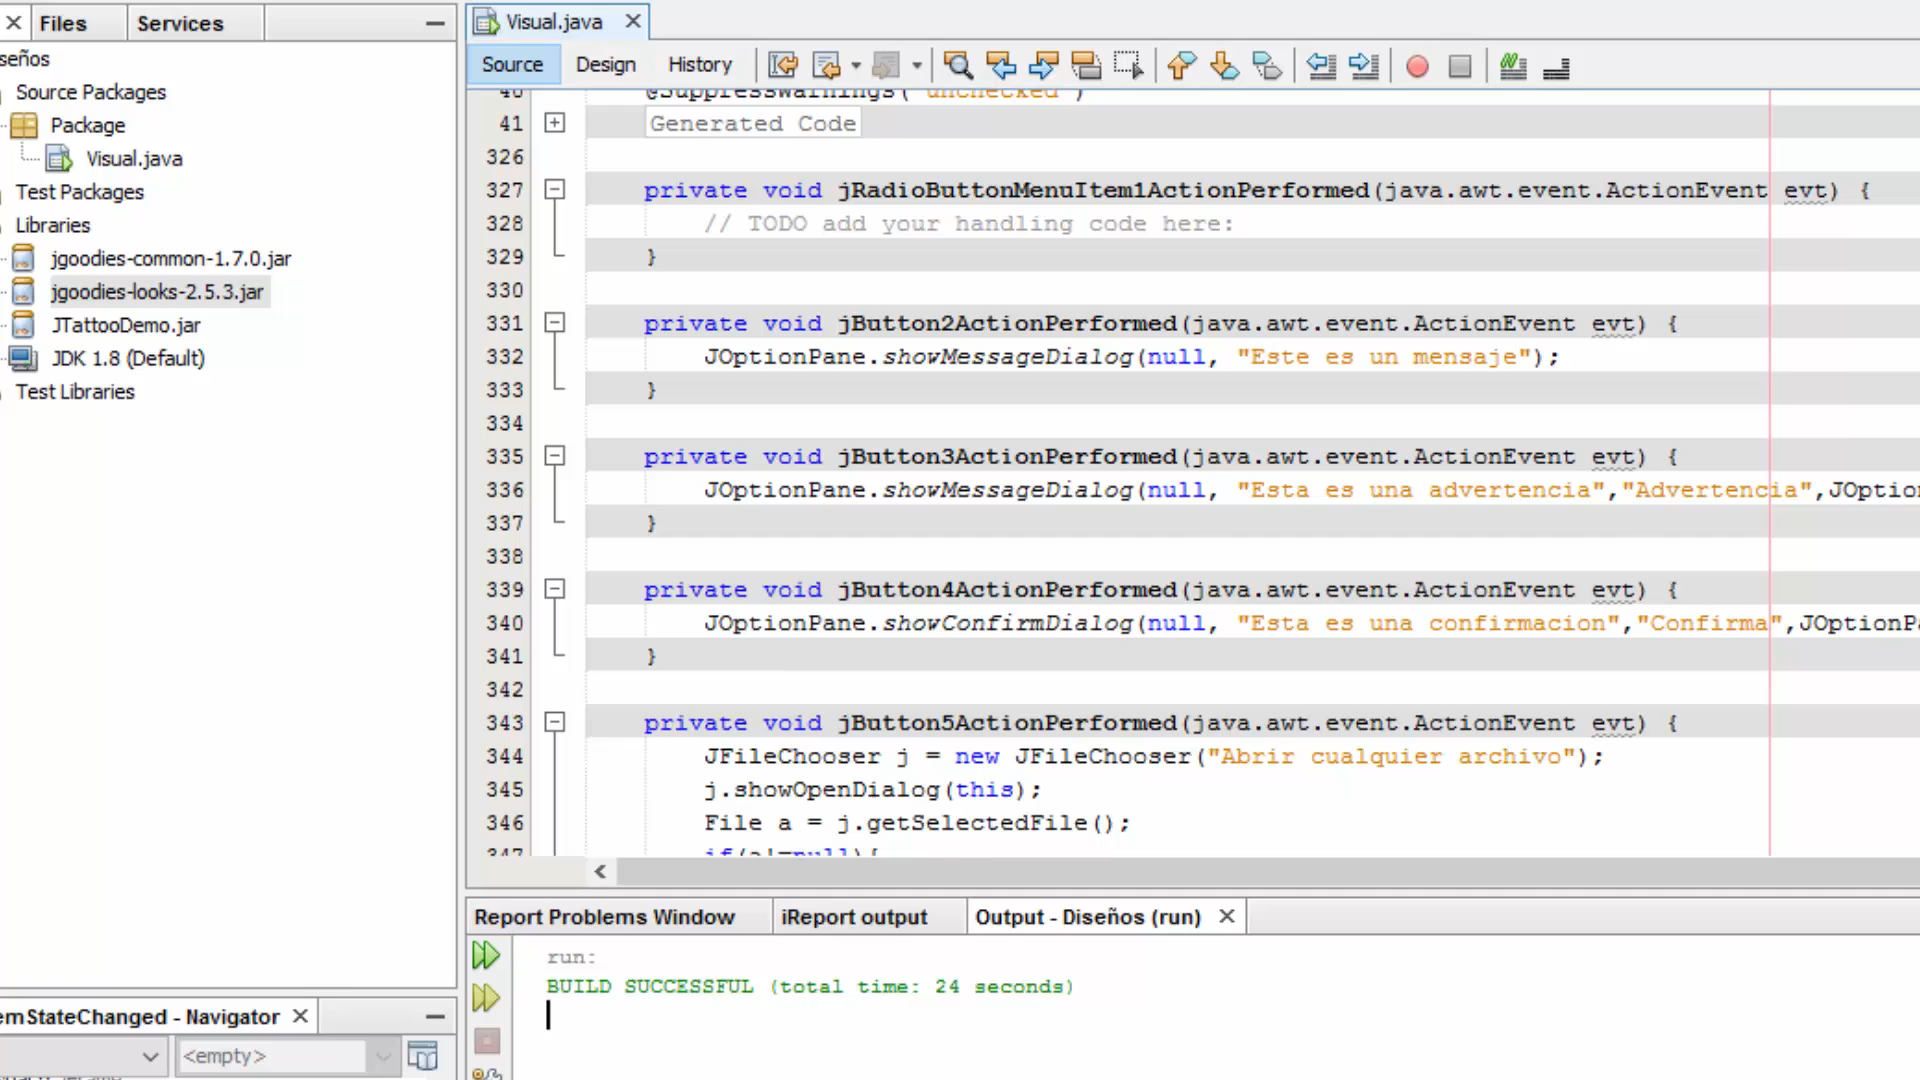 Files
Services
seños
Source Packages
Package
Visual.java
Test Packages
Libraries
jgoodies-common-1.7.0.jar
jgoodies-looks-2.5.3.jar
JTattooDemo.jar
JDK 1.8 (Default)
Test Libraries
emStateChanged - Navigator
<empty>
Visual.java
Source Design History
40 @SuppressWarnings("unchecked")
41 Generated Code
326
327 private void jRadioButtonMenuItem1ActionPerformed(java.awt.event.ActionEvent evt) {
328 // TODO add your handling code here:
329 }
330
331 private void jButton2ActionPerformed(java.awt.event.ActionEvent evt) {
332 JOptionPane.showMessageDialog(null, "Este es un mensaje");
333 }
334
335 private void jButton3ActionPerformed(java.awt.event.ActionEvent evt) {
336 JOptionPane.showMessageDialog(null, "Esta es una advertencia","Advertencia",JOptio
337 }
338
339 private void jButton4ActionPerformed(java.awt.event.ActionEvent evt) {
340 JOptionPane.showConfirmDialog(null, "Esta es una confirmacion","Confirma",JOptionP
341 }
342
343 private void jButton5ActionPerformed(java.awt.event.ActionEvent evt) {
344 JFileChooser j = new JFileChooser("Abrir cualquier archivo");
345 j.showOpenDialog(this);
346 File a = j.getSelectedFile();
347 if(a!=null){
Report Problems Window
iReport output
Output - Diseños (run)
run:
BUILD SUCCESSFUL (total time: 24 seconds)